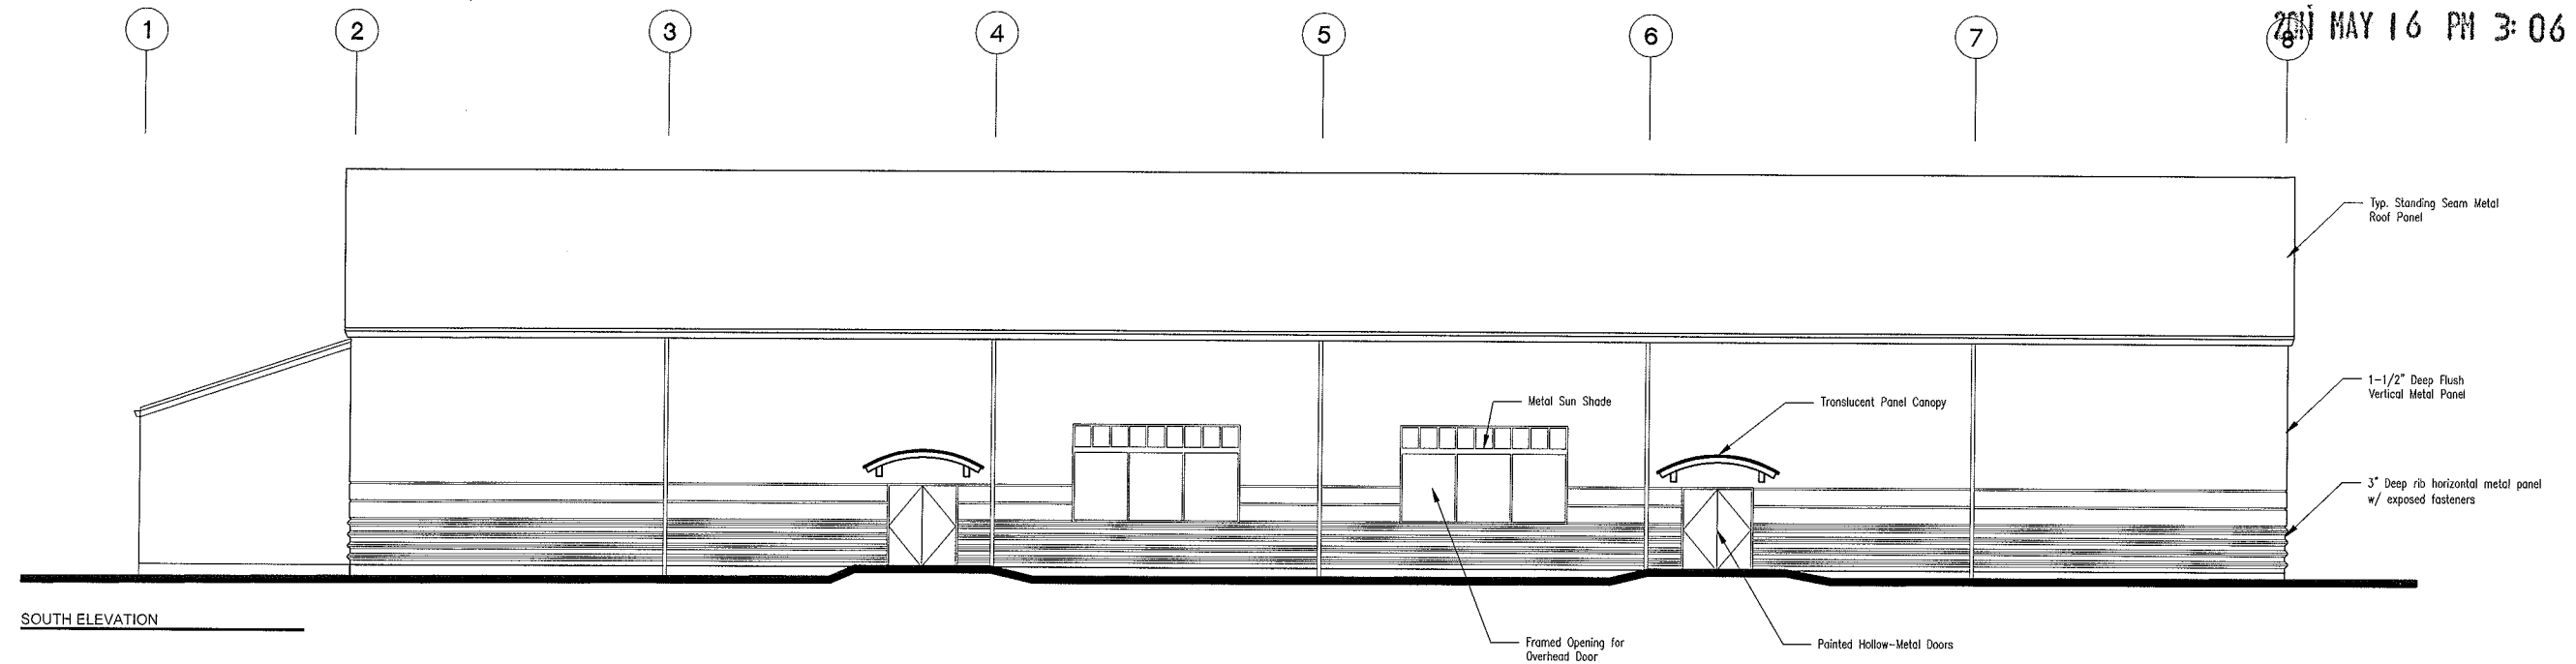 1 2 3 4 5 6 7 8
2011 MAY 16 PM 3:06
Typ. Standing Seam Metal
Roof Panel
1-1/2" Deep Flush
Vertical Metal Panel
Metal Sun Shade
Translucent Panel Canopy
3" Deep rib horizontal metal panel
w/ exposed fasteners
SOUTH ELEVATION
Framed Opening for
Overhead Door
Painted Hollow-Metal Doors